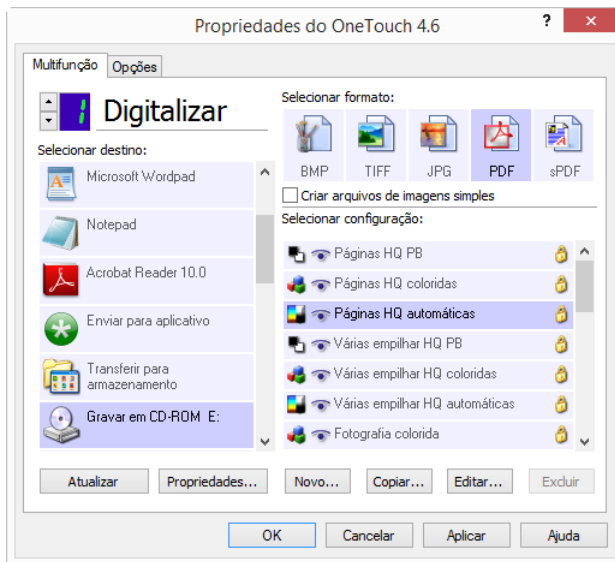 Propriedades do OneTouch 4.6
? ×
Multifunção Opções
1 Digitalizar
Selecionar destino:
Microsoft Wordpad
Notepad
Acrobat Reader 10.0
Enviar para aplicativo
Transferir para
armazenamento
Gravar em CD-ROM E:
Selecionar formato:
BMP TIFF JPG PDF sPDF
Criar arquivos de imagens simples
Selecionar configuração:
Páginas HQ PB
Páginas HQ coloridas
Páginas HQ automáticas
Várias empilhar HQ PB
Várias empilhar HQ coloridas
Várias empilhar HQ automáticas
Fotografia colorida
Atualizar Propriedades... Novo... Copiar... Editar... Excluir
OK Cancelar Aplicar Ajuda